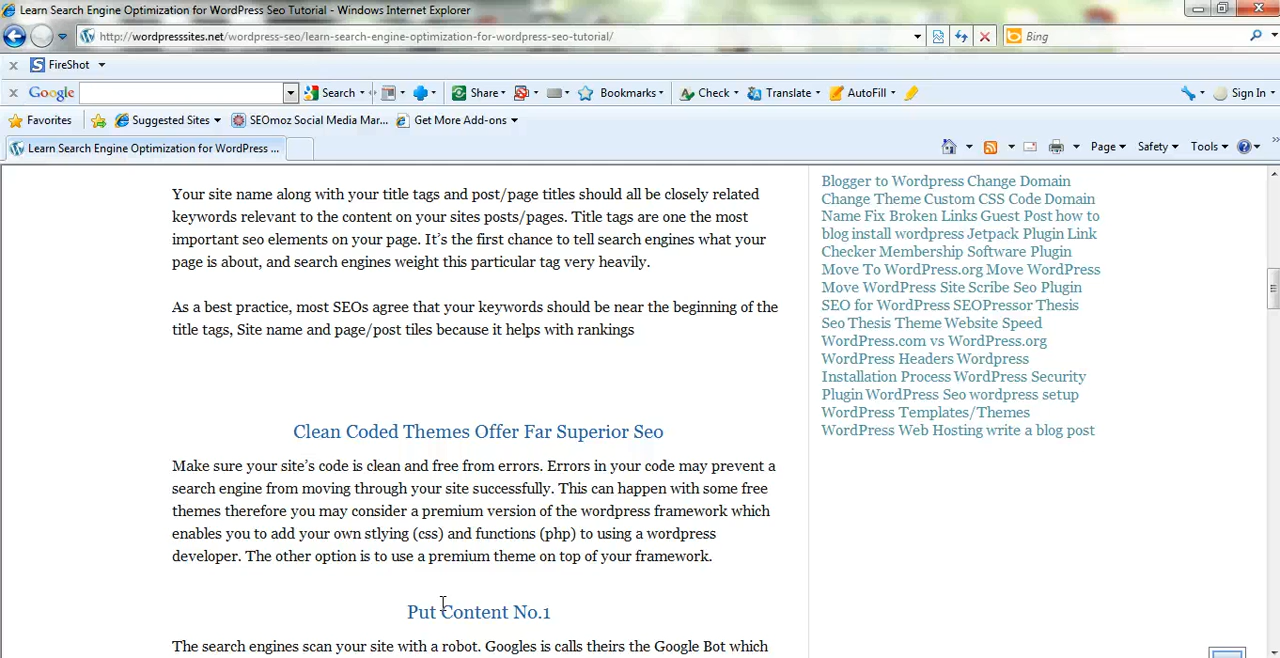 Learn Search Engine Optimization for WordPress Seo Tutorial - Windows Internet Explorer
http://wordpresssites.net/wordpress-seo/learn-search-engine-optimization-for-wordpress-seo-tutorial/
Bing
x FireShot
x Google Search Share Bookmarks Check Translate AutoFill Sign In
Favorites Suggested Sites SEOmoz Social Media Mar... Get More Add-ons
Learn Search Engine Optimization for WordPress ... Page Safety Tools
Your site name along with your title tags and post/page titles should all be closely related
keywords relevant to the content on your sites posts/pages. Title tags are one the most
important seo elements on your page. It's the first chance to tell search engines what your
page is about, and search engines weight this particular tag very heavily.
As a best practice, most SEOs agree that your keywords should be near the beginning of the
title tags, Site name and page/post tiles because it helps with rankings
Clean Coded Themes Offer Far Superior Seo
Make sure your site's code is clean and free from errors. Errors in your code may prevent a
search engine from moving through your site successfully. This can happen with some free
themes therefore you may consider a premium version of the wordpress framework which
enables you to add your own stlying (css) and functions (php) to using a wordpress
developer. The other option is to use a premium theme on top of your framework.
Put Content No.1
The search engines scan your site with a robot. Googles is calls theirs the Google Bot which
Blogger to Wordpress Change Domain
Change Theme Custom CSS Code Domain
Name Fix Broken Links Guest Post how to
blog install wordpress Jetpack Plugin Link
Checker Membership Software Plugin
Move To WordPress.org Move WordPress
Move WordPress Site Scribe Seo Plugin
SEO for WordPress SEOPressor Thesis
Seo Thesis Theme Website Speed
WordPress.com vs WordPress.org
WordPress Headers Wordpress
Installation Process WordPress Security
Plugin WordPress Seo wordpress setup
WordPress Templates/Themes
WordPress Web Hosting write a blog post